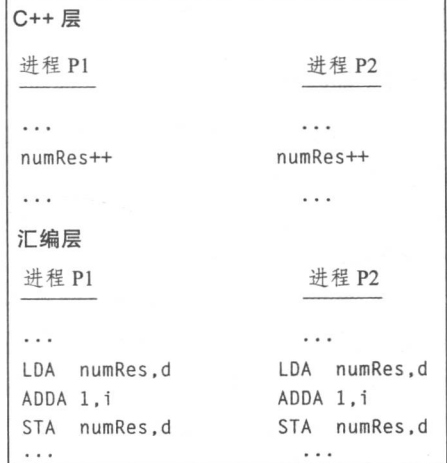 C++ 层
进程 P1 进程 P2
... ...
numRes++ numRes++
... ...
汇编层
进程 P1 进程 P2
... ...
LDA numRes,d LDA numRes,d
ADDA 1,i ADDA 1,i
STA numRes,d STA numRes,d
... ...